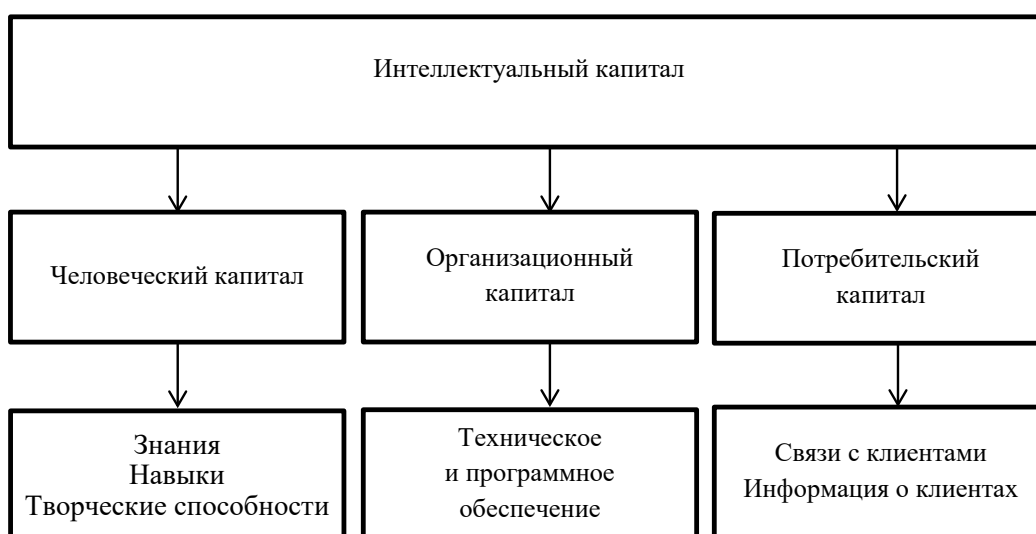 Интеллектуальный капитал
Человеческий капитал
Организационный
капитал
Потребительский
капитал
Знания
Навыки
Творческие способности
Техническое
и программное
обеспечение
Связи с клиентами
Информация о клиентах